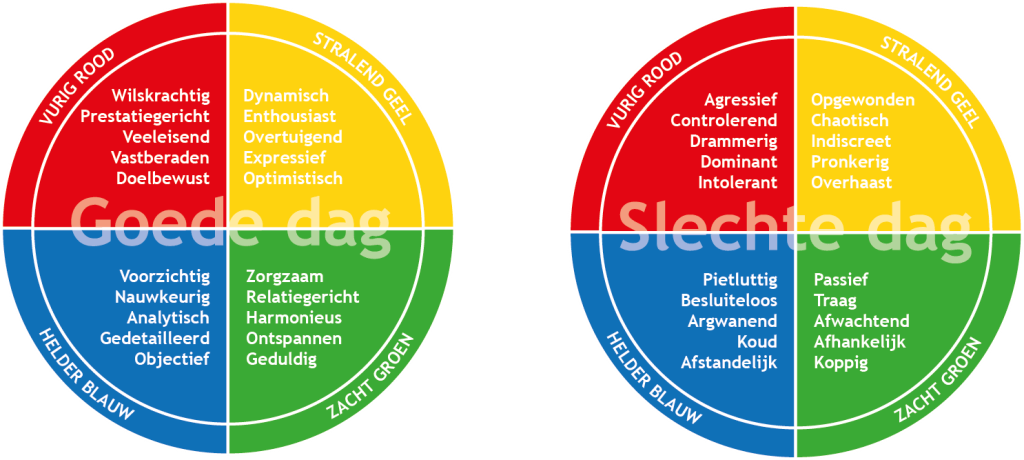 VURIG ROOD
STRALEND GEEL
Wilskrachtig
Prestatiegericht
Veeleisend
Vastberaden
Doelbewust
Dynamisch
Enthousiast
Overtuigend
Expressief
Optimistisch
Goede dag
Voorzichtig
Nauwkeurig
Analytisch
Gedetailleerd
Objectief
Zorgzaam
Relatiegericht
Harmonieus
Ontspannen
Geduldig
HELDER BLAUW
ZACHT GROEN
VURIG ROOD
STRALEND GEEL
Agressief
Controlerend
Drammerig
Dominant
Intolerant
Opgewonden
Chaotisch
Indiscreet
Pronkerig
Overhaast
Slechte dag
Pietluttig
Besluiteloos
Argwanend
Koud
Afstandelijk
Passief
Traag
Afwachtend
Afhankelijk
Koppig
HELDER BLAUW
ZACHT GROEN